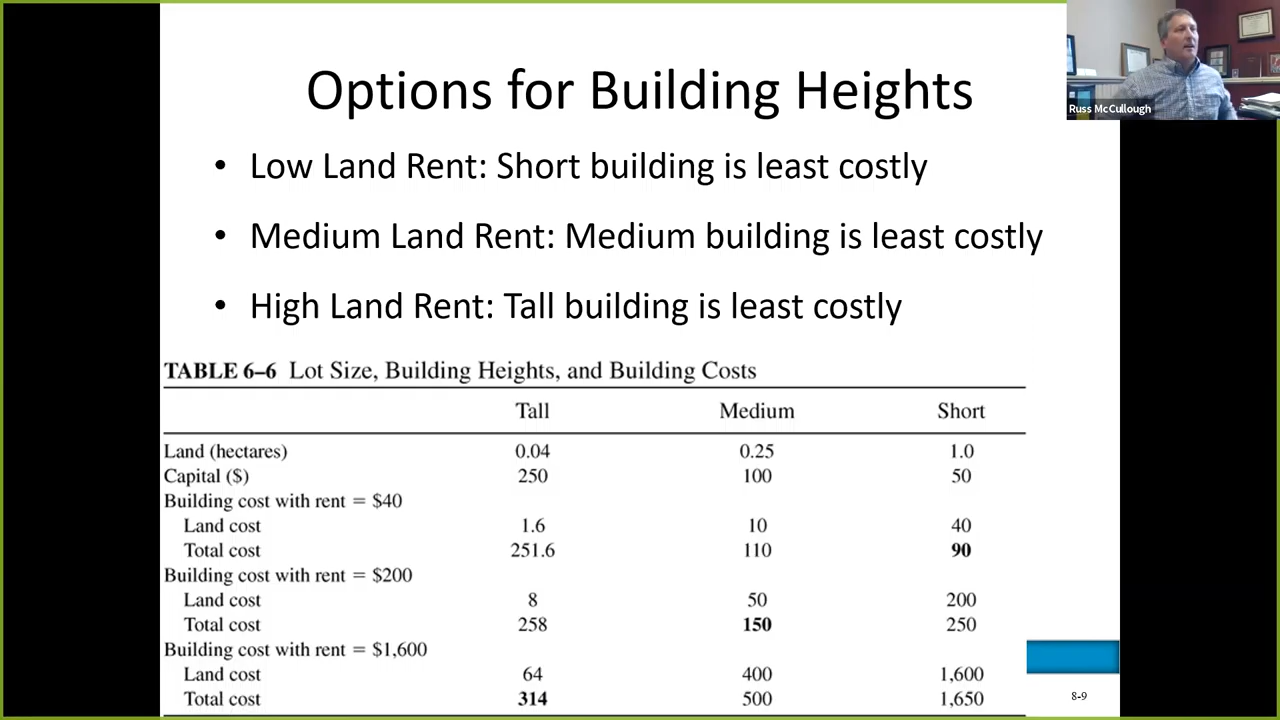 Options for Building Heights
Russ McCullough
• Low Land Rent: Short building is least costly
• Medium Land Rent: Medium building is least costly
• High Land Rent: Tall building is least costly
TABLE 6–6 Lot Size, Building Heights, and Building Costs
Tall Medium Short
Land (hectares) 0.04 0.25 1.0
Capital ($) 250 100 50
Building cost with rent = $40
Land cost 1.6 10 40
Total cost 251.6 110 90
Building cost with rent = $200
Land cost 8 50 200
Total cost 258 150 250
Building cost with rent = $1,600
Land cost 64 400 1,600
Total cost 314 500 1,650
8-9